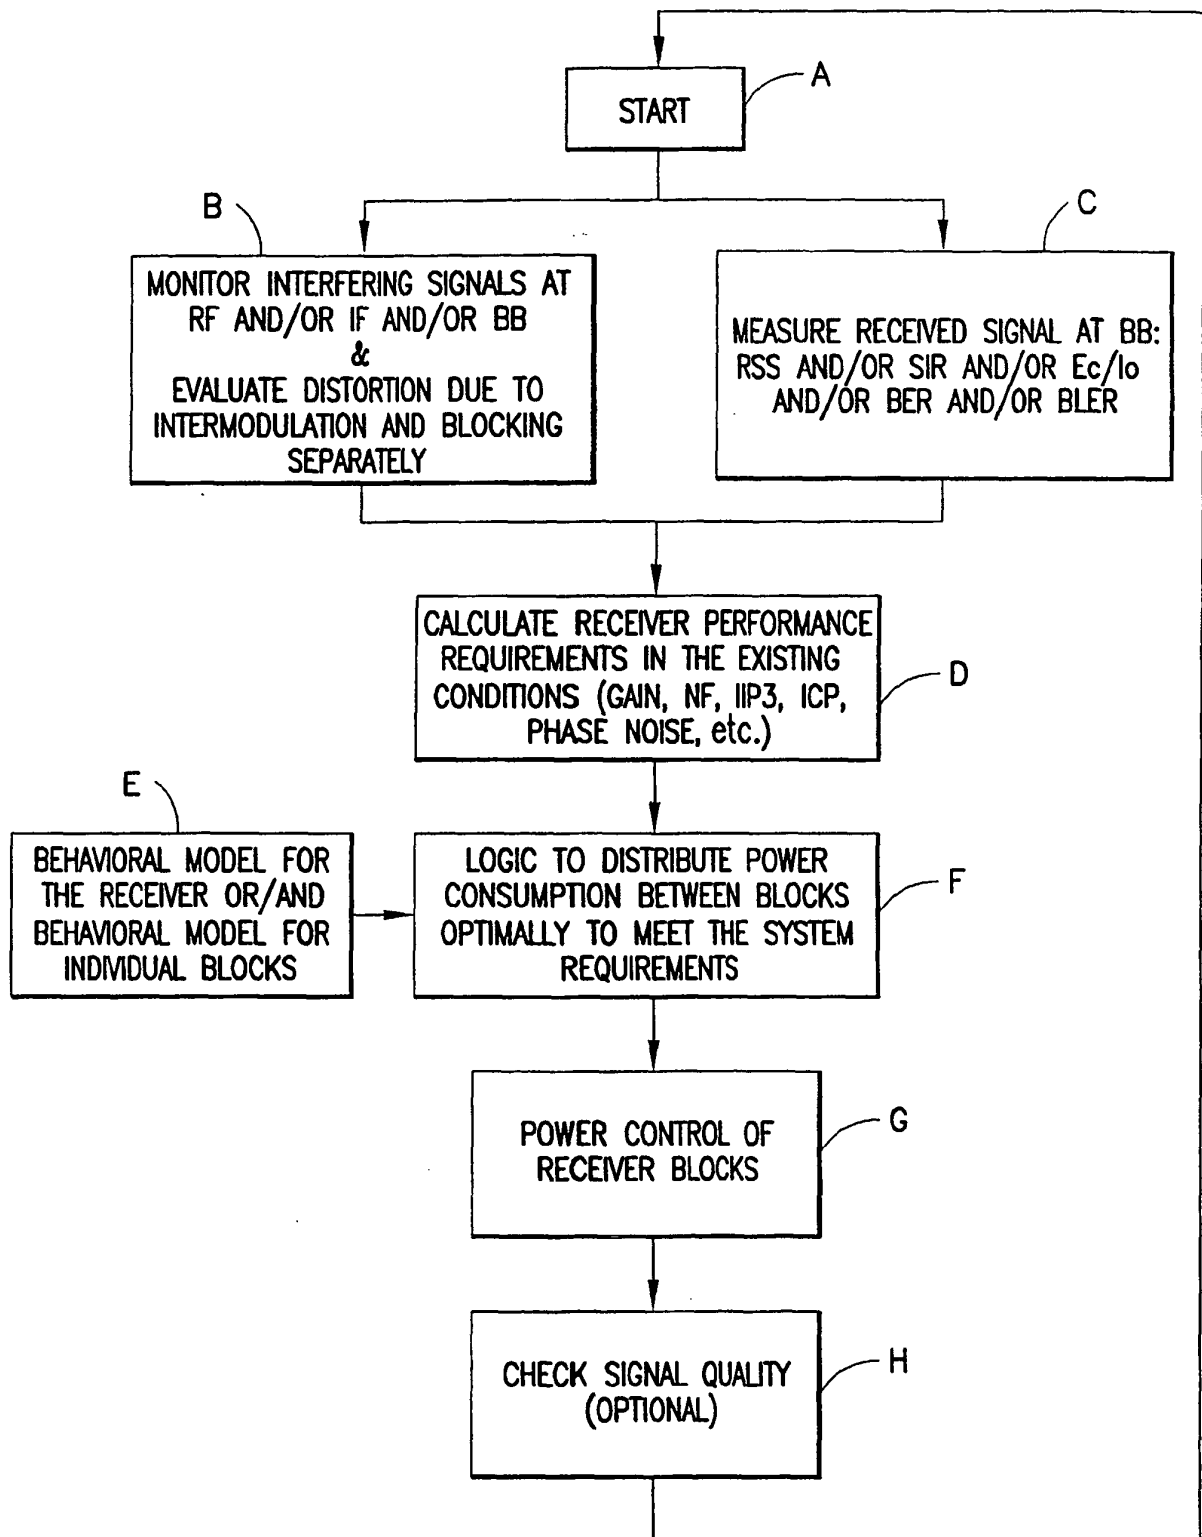 START
A
B
C
MONITOR INTERFERING SIGNALS AT
RF AND/OR IF AND/OR BB
&
EVALUATE DISTORTION DUE TO
INTERMODULATION AND BLOCKING
SEPARATELY
MEASURE RECEIVED SIGNAL AT BB:
RSS AND/OR SIR AND/OR Ec/Io
AND/OR BER AND/OR BLER
CALCULATE RECEIVER PERFORMANCE
REQUIREMENTS IN THE EXISTING
CONDITIONS (GAIN, NF, IIP3, ICP,
PHASE NOISE, etc.)
D
E
BEHAVIORAL MODEL FOR
THE RECEIVER OR/AND
BEHAVIORAL MODEL FOR
INDIVIDUAL BLOCKS
LOGIC TO DISTRIBUTE POWER
CONSUMPTION BETWEEN BLOCKS
OPTIMALLY TO MEET THE SYSTEM
REQUIREMENTS
F
POWER CONTROL OF
RECEIVER BLOCKS
G
CHECK SIGNAL QUALITY
(OPTIONAL)
H